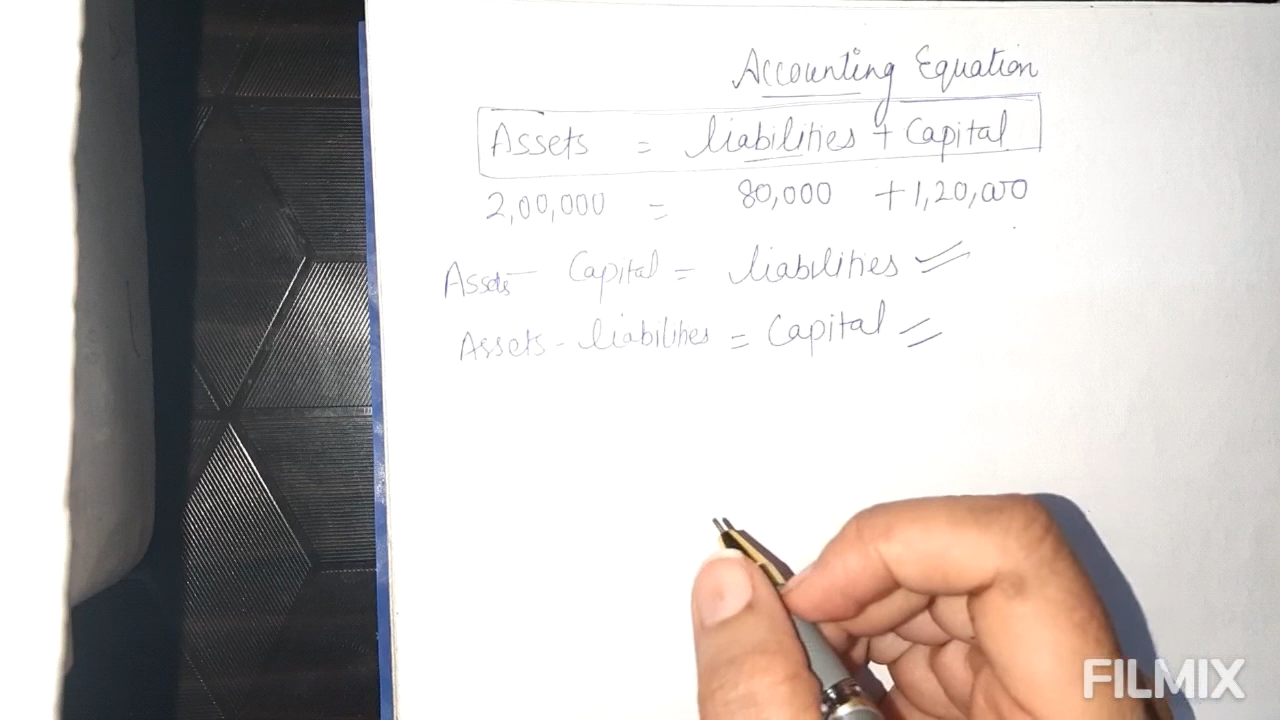 Accounting Equation
Assets = Liabilities + Capital
2,00,000 = 80,000 + 1,20,000
Assets - Capital = Liabilities
Assets - Liabilities = Capital
FILMIX